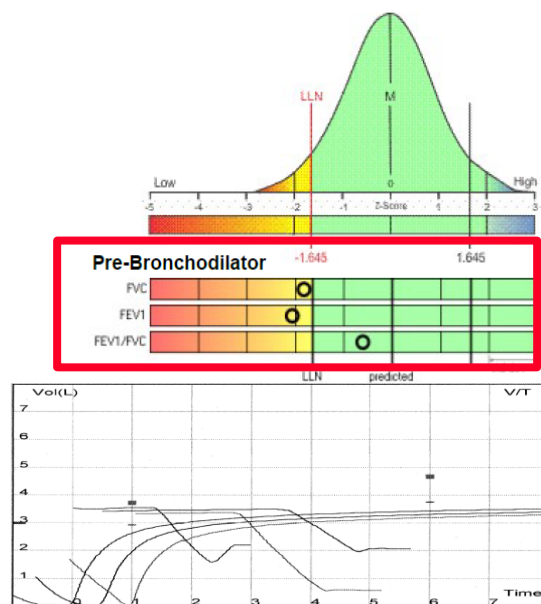 LLN M
Low 0 High
-5 -4 -3 -2 -1 Z-Score 1 2 3
-1.645 1.645
Pre-Bronchodilator
FVC
FEV1
FEV1/FVC
LLN predicted
Vol(L) V/T
7
6
5
4
3
2
1
Time
0 1 2 3 4 5 6 7